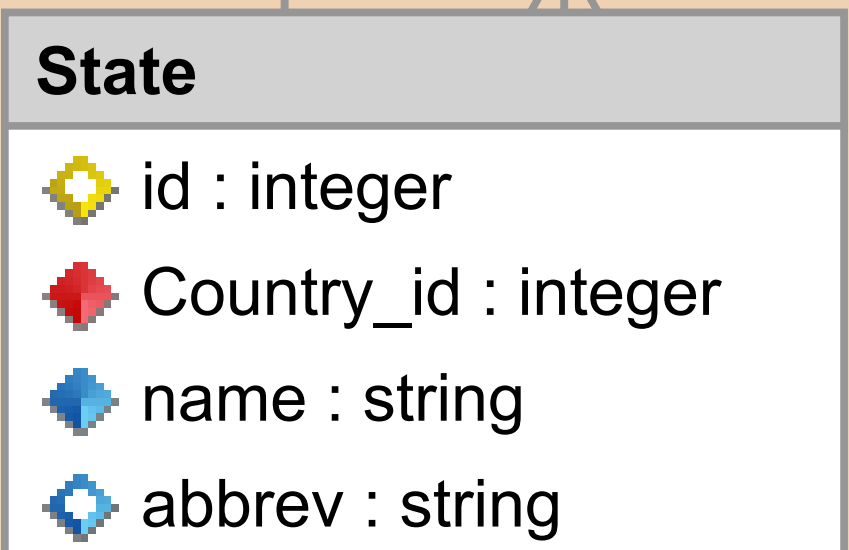 State
id : integer
Country_id : integer
name : string
abbrev : string